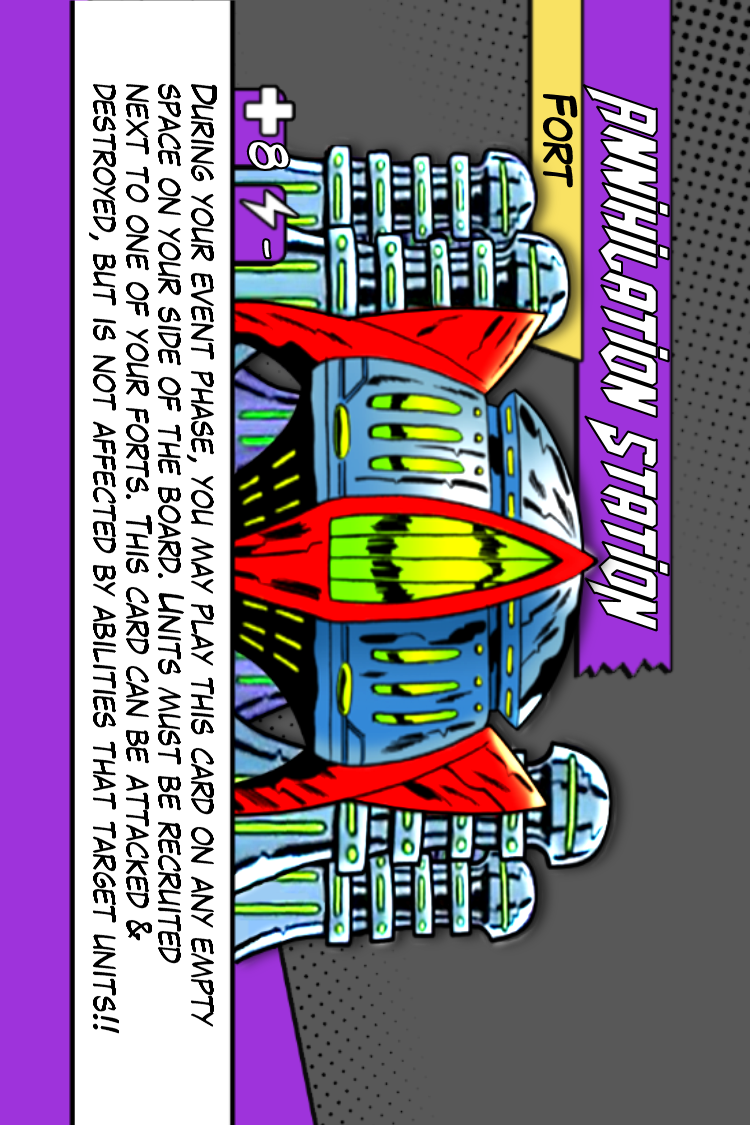 Annihilation Station
Fort
+8 ⚡-
During your event phase, you may play this card on any empty
space on your side of the board. Units must be recruited
next to one of your forts. This card can be attacked &
destroyed, but is not affected by abilities that target units!!